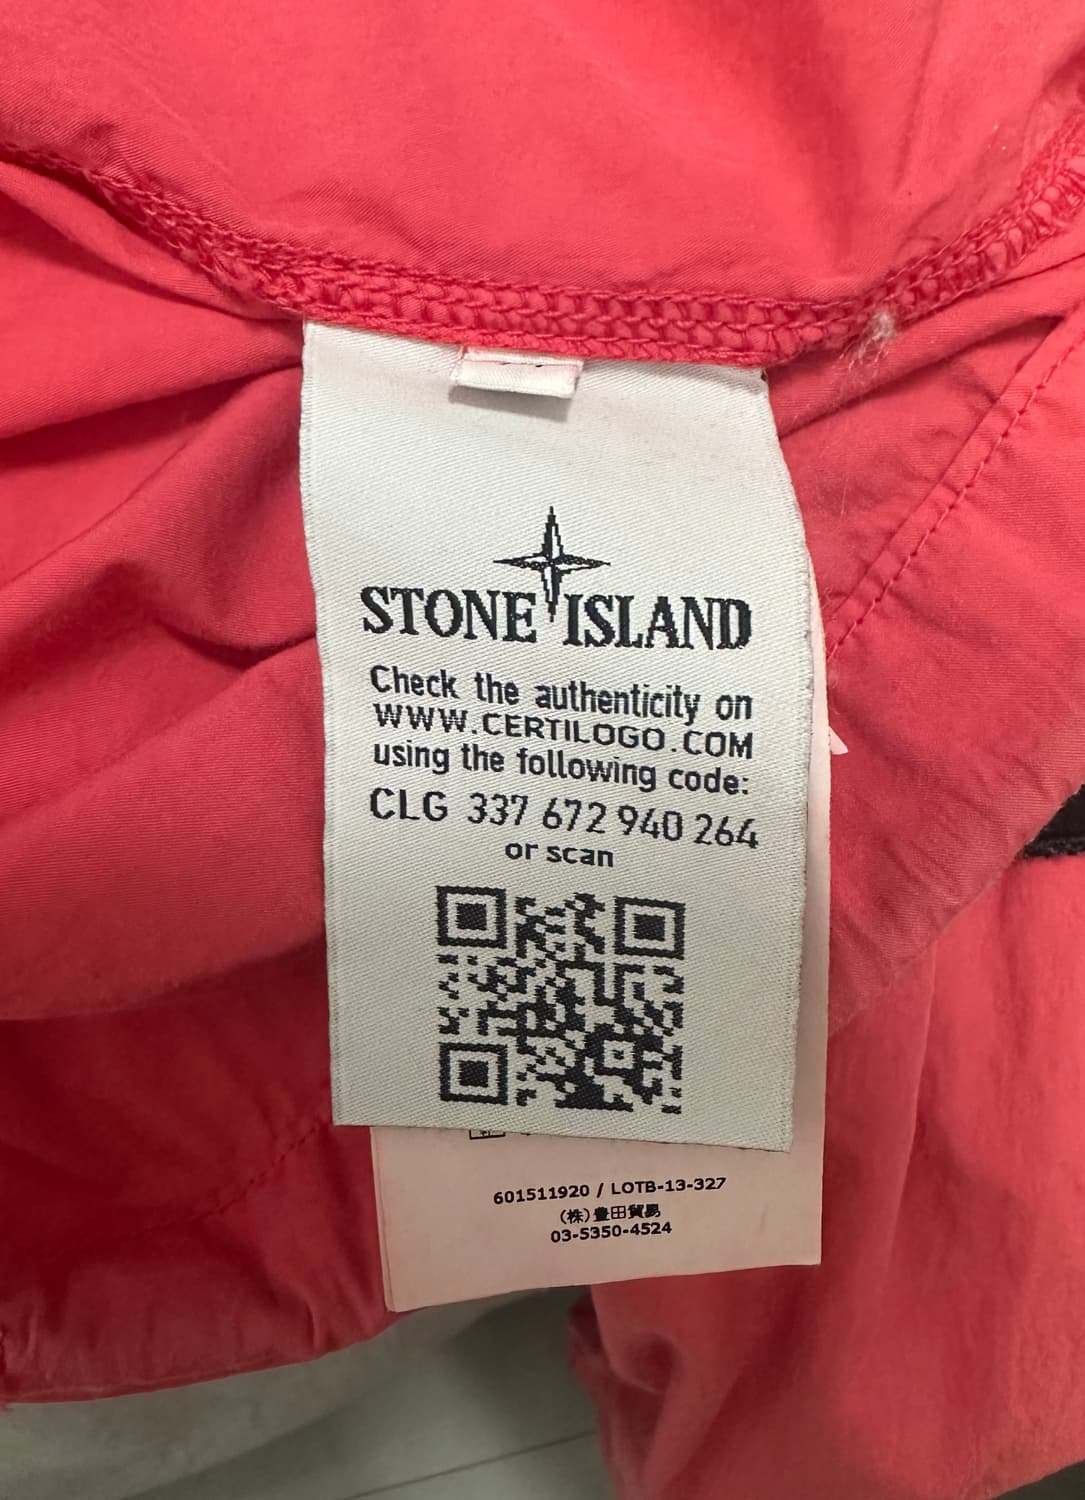 STONE ISLAND
Check the authenticity on
WWW.CERTILOGO.COM
using the following code:
CLG 337 672 940 264
or scan
601511920 / LOTB-13-327
(株)豊田貿易
03-5350-4524